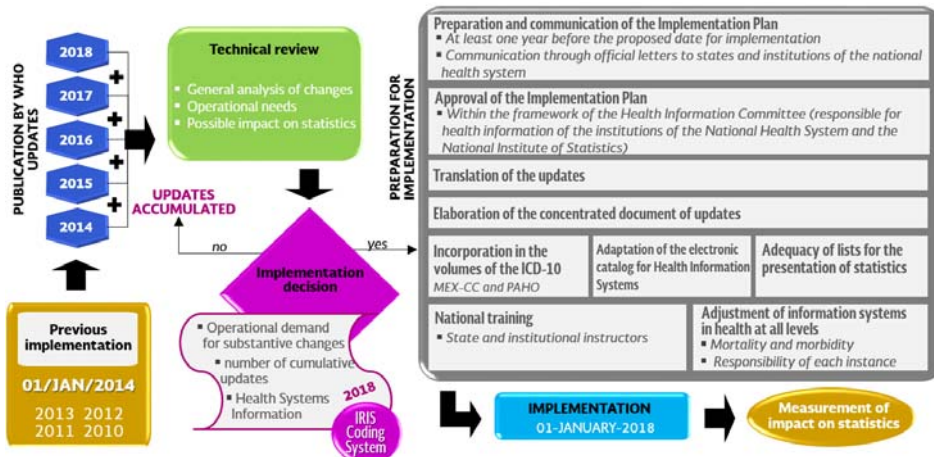 PUBLICATION BY WHO
UPDATES
2018
+
2017
+
2016
+
2015
+
2014
Previous
implementation
01/JAN/2014
2013 2012
2011 2010
Technical review
▪ General analysis of changes
▪ Operational needs
▪ Possible impact on statistics
UPDATES
ACCUMULATED
no
yes
Implementation
decision
▪ Operational demand
for substantive changes
▪ number of cumulative
updates
▪ Health Systems
Information
2018
IRIS
Coding
System
PREPARATION FOR
IMPLEMENTATION
Preparation and communication of the Implementation Plan
▪ At least one year before the proposed date for implementation
▪ Communication through official letters to states and institutions of the national
health system
Approval of the Implementation Plan
▪ Within the framework of the Health Information Committee (responsible for
health information of the institutions of the National Health System and the
National Institute of Statistics)
Translation of the updates
Elaboration of the concentrated document of updates
Incorporation in the
volumes of the ICD-10
MEX-CC and PAHO
Adaptation of the electronic
catalog for Health Information
Systems
Adequacy of lists for the
presentation of statistics
National training
▪ State and institutional instructors
Adjustment of information systems
in health at all levels
▪ Mortality and morbidity
▪ Responsibility of each instance
IMPLEMENTATION
01-JANUARY-2018
Measurement of
impact on statistics